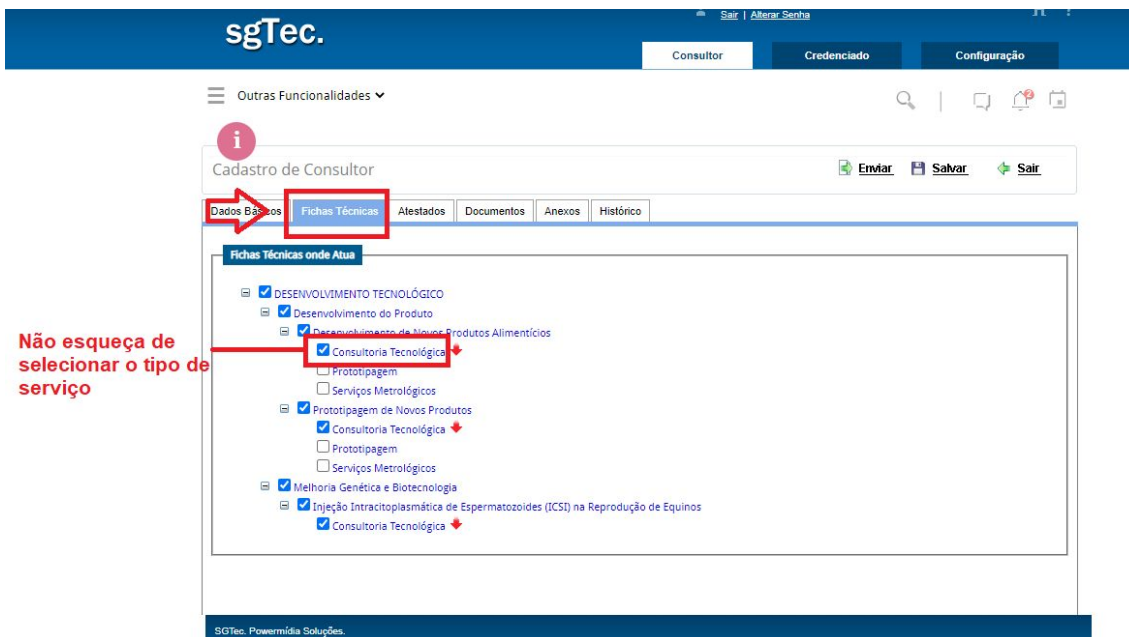 sgTec.
Sair | Alterar Senha
Consultor
Credenciado
Configuração
Outras Funcionalidades
2
i
Cadastro de Consultor
Enviar
Salvar
Sair
Dados Básicos
Fichas Técnicas
Atestados
Documentos
Anexos
Histórico
Fichas Técnicas onde Atua
DESENVOLVIMENTO TECNOLÓGICO
Desenvolvimento do Produto
Desenvolvimento de Novos Produtos Alimentícios
Não esqueça de
selecionar o tipo de
serviço
Consultoria Tecnológica
Prototipagem
Serviços Metrológicos
Prototipagem de Novos Produtos
Consultoria Tecnológica
Prototipagem
Serviços Metrológicos
Melhoria Genética e Biotecnologia
Injeção Intracitoplasmática de Espermatozoides (ICSI) na Reprodução de Equinos
Consultoria Tecnológica
SGTec. Powermídia Soluções.